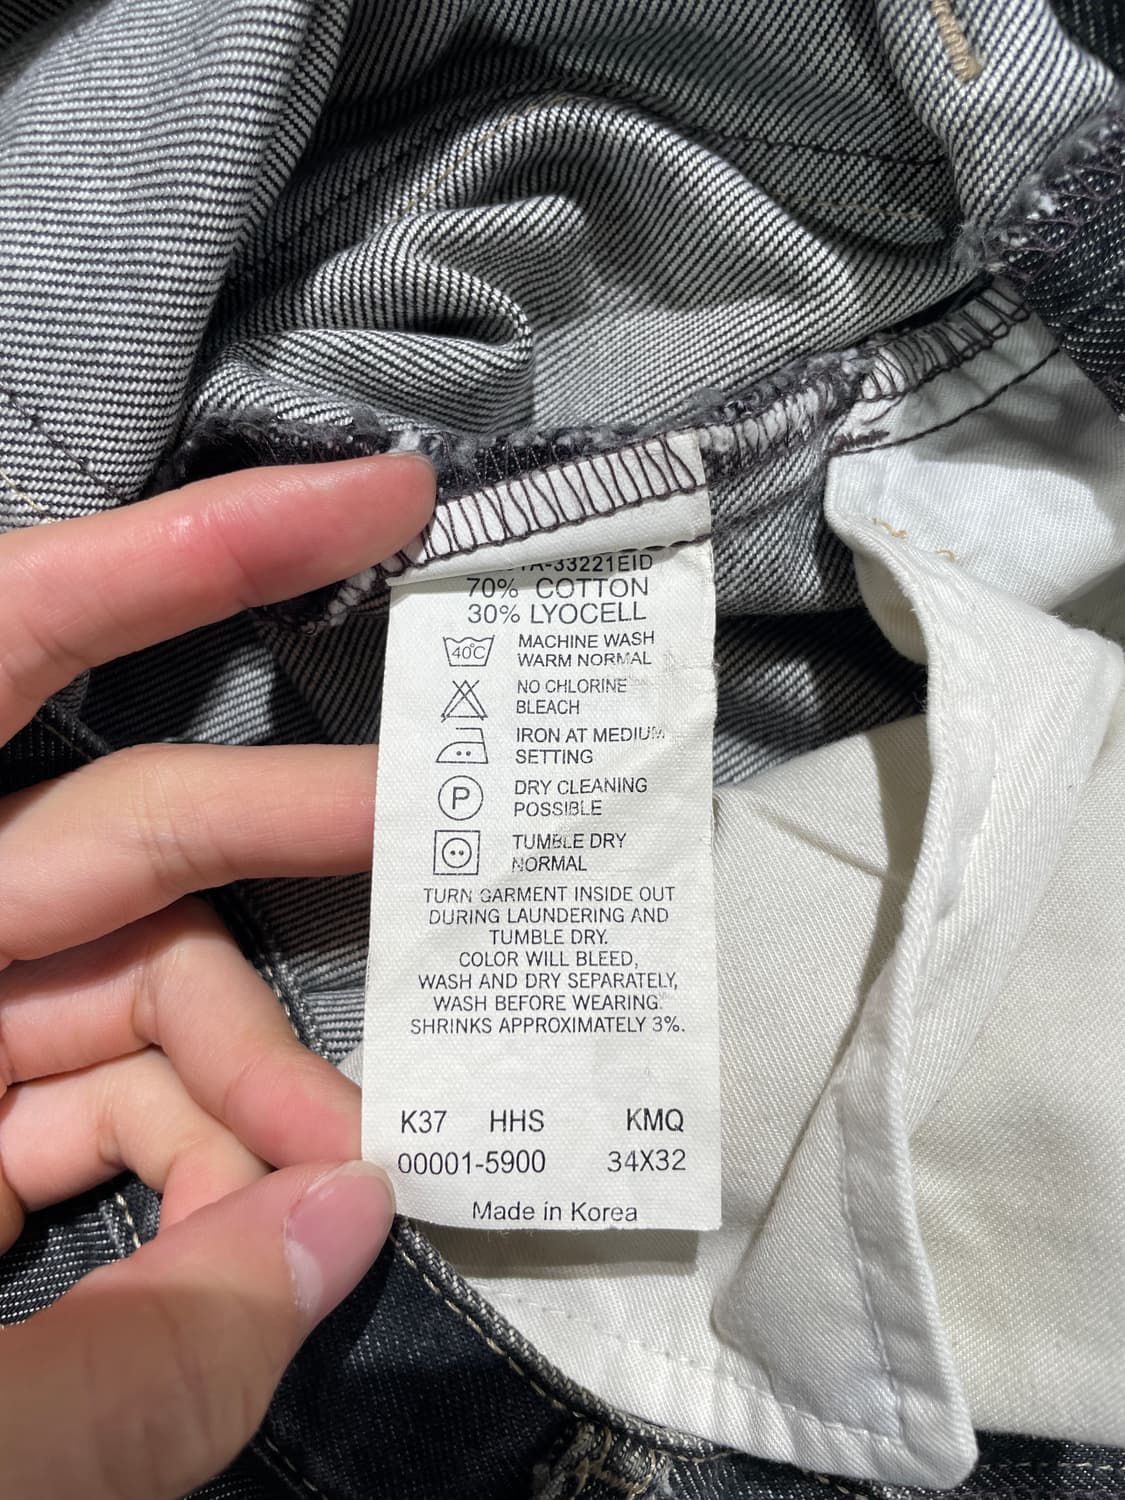 A-33221EID
70% COTTON
30% LYOCELL
40°C MACHINE WASH
WARM NORMAL
NO CHLORINE
BLEACH
IRON AT MEDIUM
SETTING
P DRY CLEANING
POSSIBLE
TUMBLE DRY
NORMAL
TURN GARMENT INSIDE OUT
DURING LAUNDERING AND
TUMBLE DRY.
COLOR WILL BLEED,
WASH AND DRY SEPARATELY,
WASH BEFORE WEARING.
SHRINKS APPROXIMATELY 3%.
K37 HHS KMQ
00001-5900 34X32
Made in Korea